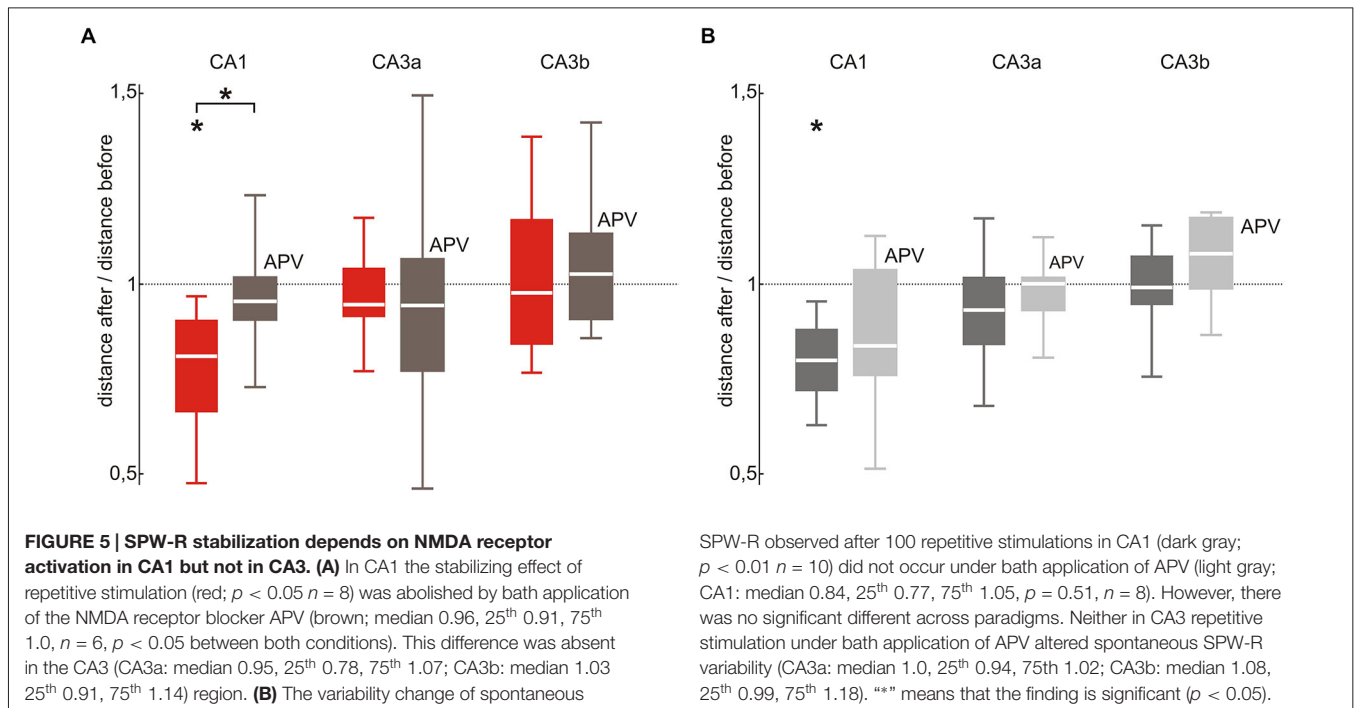 A
CA1 CA3a CA3b
1,5
*
*
APV
APV
APV
1
0,5
distance after / distance before
B
CA1 CA3a CA3b
1,5
*
APV
APV
APV
1
0,5
distance after / distance before
FIGURE 5 | SPW-R stabilization depends on NMDA receptor
activation in CA1 but not in CA3. (A) In CA1 the stabilizing effect of
repetitive stimulation (red; p < 0.05 n = 8) was abolished by bath application
of the NMDA receptor blocker APV (brown; median 0.96, 25th 0.91, 75th
1.0, n = 6, p < 0.05 between both conditions). This difference was absent
in the CA3 (CA3a: median 0.95, 25th 0.78, 75th 1.07; CA3b: median 1.03
25th 0.91, 75th 1.14) region. (B) The variability change of spontaneous
SPW-R observed after 100 repetitive stimulations in CA1 (dark gray;
p < 0.01 n = 10) did not occur under bath application of APV (light gray;
CA1: median 0.84, 25th 0.77, 75th 1.05, p = 0.51, n = 8). However, there
was no significant different across paradigms. Neither in CA3 repetitive
stimulation under bath application of APV altered spontaneous SPW-R
variability (CA3a: median 1.0, 25th 0.94, 75th 1.02; CA3b: median 1.08,
25th 0.99, 75th 1.18). "*" means that the finding is significant (p < 0.05).